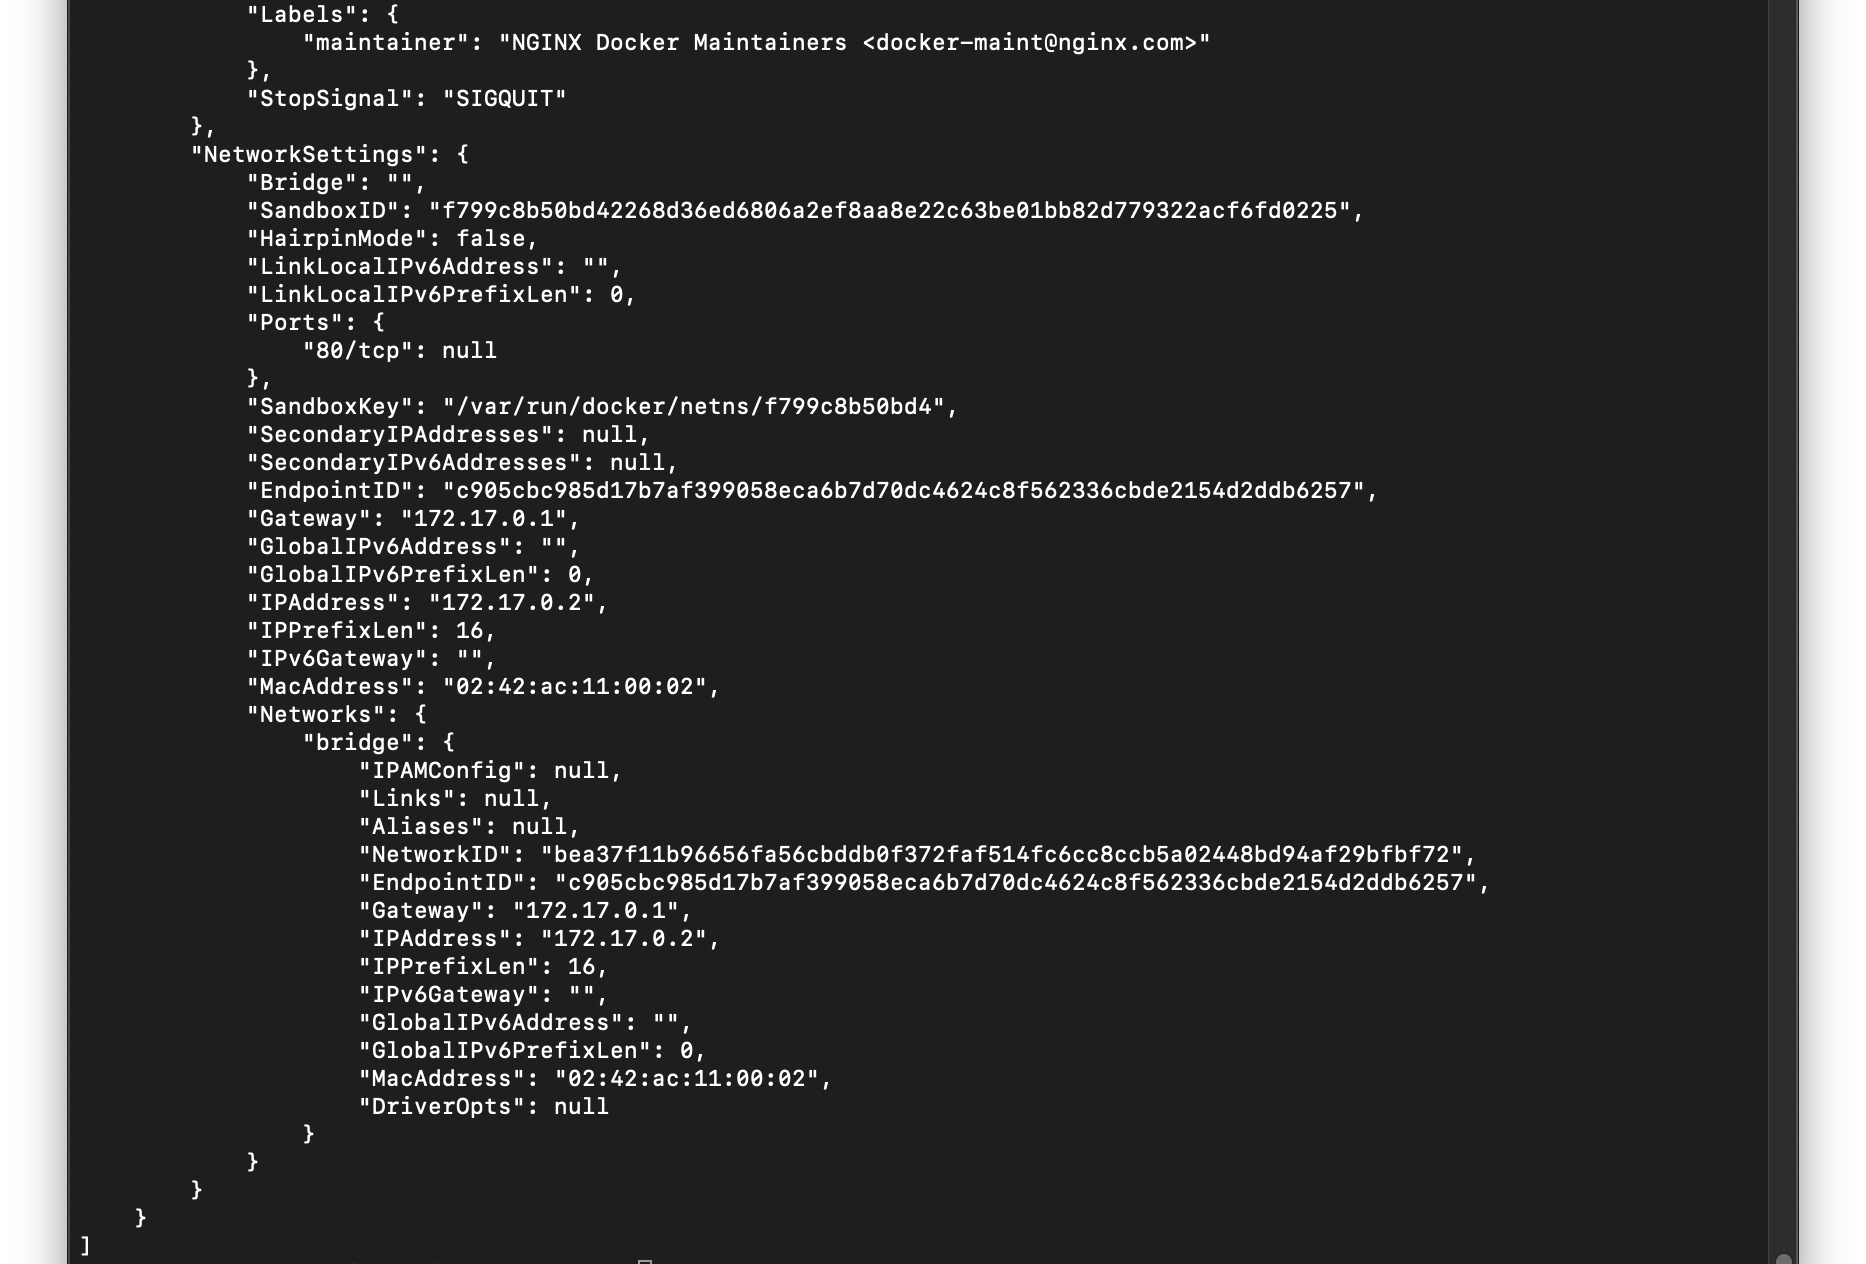 "Labels": {
"maintainer": "NGINX Docker Maintainers <docker-maint@nginx.com>"
},
"StopSignal": "SIGQUIT"
},
"NetworkSettings": {
"Bridge": "",
"SandboxID": "f799c8b50bd42268d36ed6806a2ef8aa8e22c63be01bb82d779322acf6fd0225",
"HairpinMode": false,
"LinkLocalIPv6Address": "",
"LinkLocalIPv6PrefixLen": 0,
"Ports": {
"80/tcp": null
},
"SandboxKey": "/var/run/docker/netns/f799c8b50bd4",
"SecondaryIPAddresses": null,
"SecondaryIPv6Addresses": null,
"EndpointID": "c905cbc985d17b7af399058eca6b7d70dc4624c8f562336cbde2154d2ddb6257",
"Gateway": "172.17.0.1",
"GlobalIPv6Address": "",
"GlobalIPv6PrefixLen": 0,
"IPAddress": "172.17.0.2",
"IPPrefixLen": 16,
"IPv6Gateway": "",
"MacAddress": "02:42:ac:11:00:02",
"Networks": {
"bridge": {
"IPAMConfig": null,
"Links": null,
"Aliases": null,
"NetworkID": "bea37f11b96656fa56cbddb0f372faf514fc6cc8ccb5a02448bd94af29bfbf72",
"EndpointID": "c905cbc985d17b7af399058eca6b7d70dc4624c8f562336cbde2154d2ddb6257",
"Gateway": "172.17.0.1",
"IPAddress": "172.17.0.2",
"IPPrefixLen": 16,
"IPv6Gateway": "",
"GlobalIPv6Address": "",
"GlobalIPv6PrefixLen": 0,
"MacAddress": "02:42:ac:11:00:02",
"DriverOpts": null
}
}
}
}
]